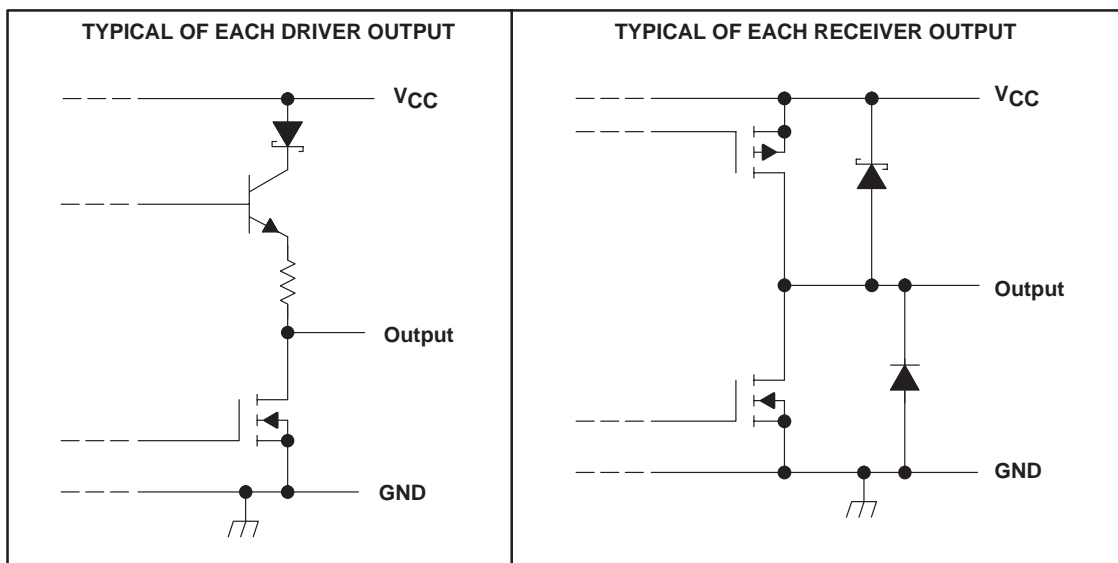 TYPICAL OF EACH DRIVER OUTPUT
VCC
Output
GND
TYPICAL OF EACH RECEIVER OUTPUT
VCC
Output
GND